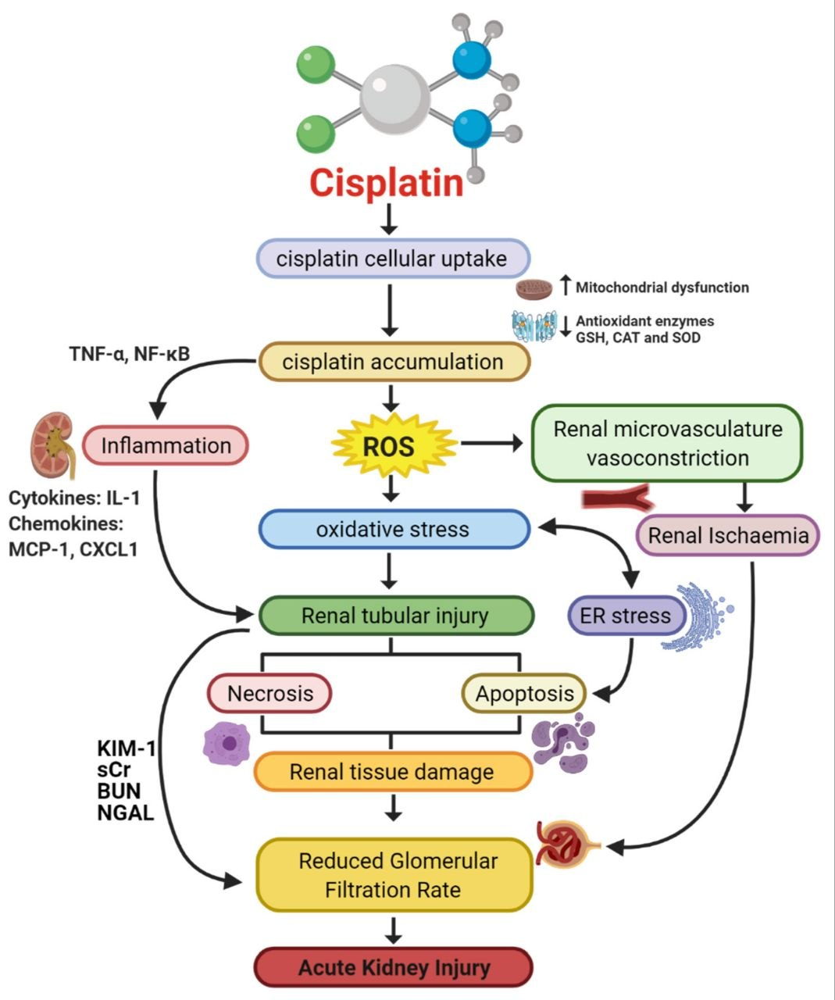 Cisplatin
cisplatin cellular uptake
Mitochondrial dysfunction
Antioxidant enzymes
GSH, CAT and SOD
TNF-α, NF-κB
cisplatin accumulation
Inflammation
ROS
Renal microvasculature
vasoconstriction
Cytokines: IL-1
Chemokines:
MCP-1, CXCL1
oxidative stress
Renal Ischaemia
Renal tubular injury
ER stress
Necrosis
Apoptosis
KIM-1
sCr
BUN
NGAL
Renal tissue damage
Reduced Glomerular
Filtration Rate
Acute Kidney Injury